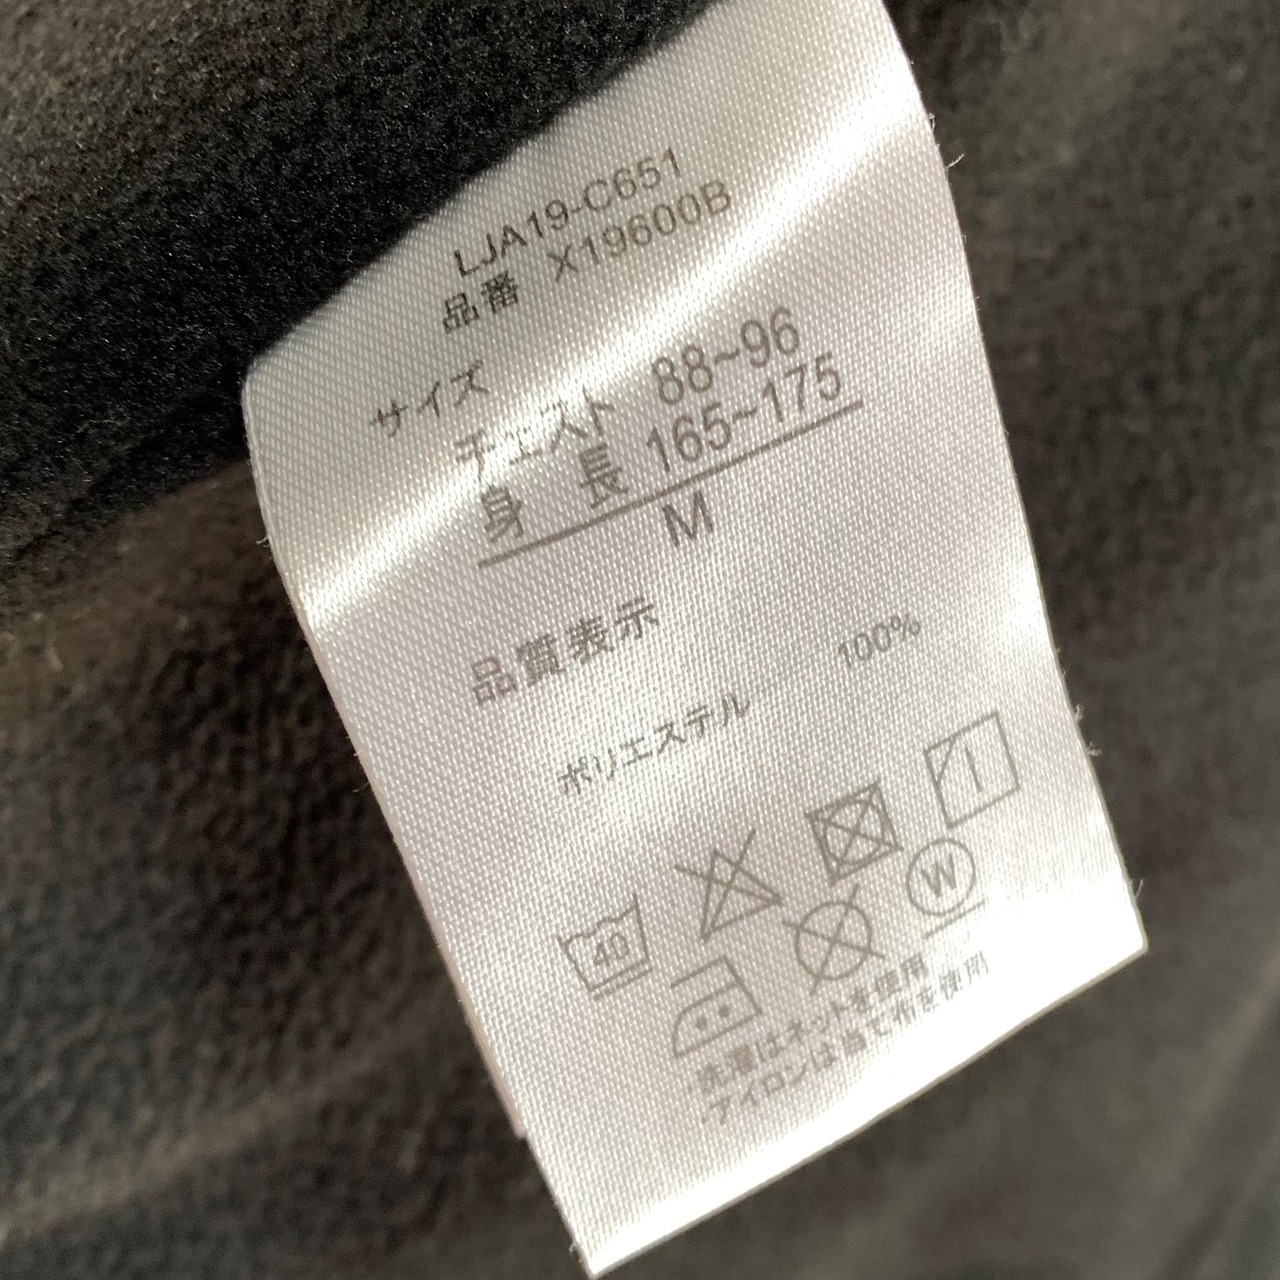 LJA19-C651
品番 X19600B
サイズ
チェスト 88~96
身 長 165~175
M
品質表示
ポリエステル 100%
40
W
・洗濯はネットを使用
・アイロンは当て布を使用